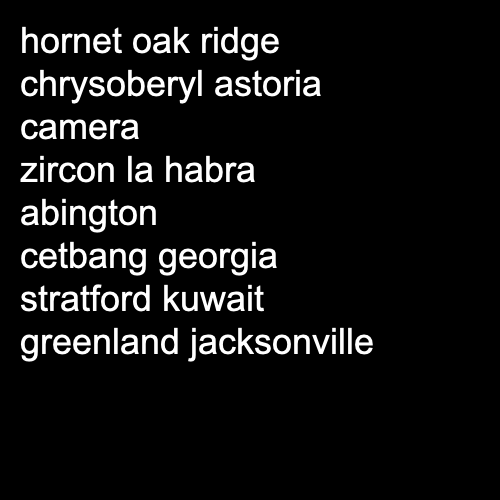 hornet oak ridge
chrysoberyl astoria
camera
zircon la habra
abington
cetbang georgia
stratford kuwait
greenland jacksonville